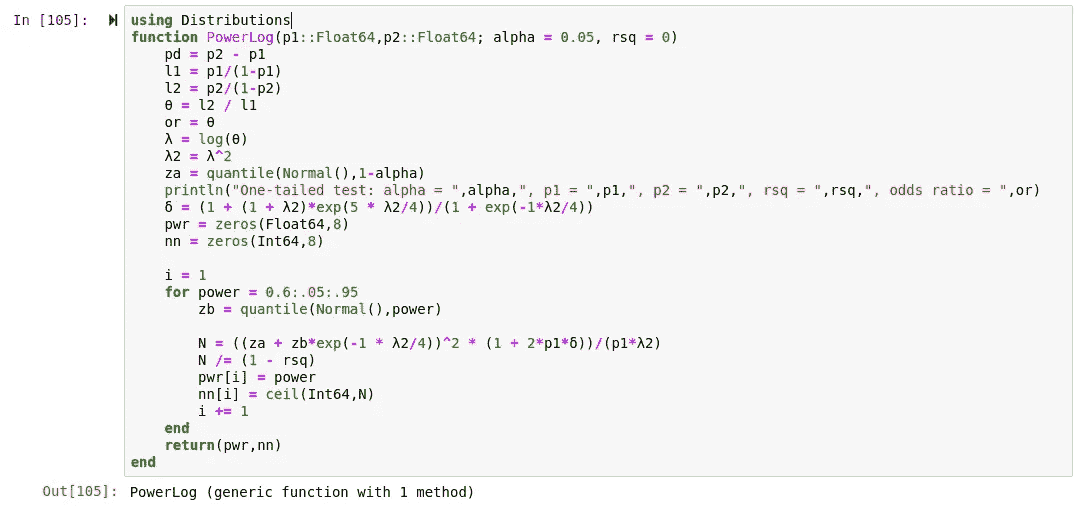 In [105]: using Distributions
function PowerLog(p1::Float64,p2::Float64; alpha = 0.05, rsq = 0)
    pd = p2 - p1
    l1 = p1/(1-p1)
    l2 = p2/(1-p2)
    θ = l2 / l1
    or = θ
    λ = log(θ)
    λ2 = λ^2
    za = quantile(Normal(),1-alpha)
    println("One-tailed test: alpha = ",alpha,", p1 = ",p1,", p2 = ",p2,", rsq = ",rsq,", odds ratio = ",or)
    δ = (1 + (1 + λ2)*exp(5 * λ2/4))/(1 + exp(-1*λ2/4))
    pwr = zeros(Float64,8)
    nn = zeros(Int64,8)

    i = 1
    for power = 0.6:.05:.95
        zb = quantile(Normal(),power)

        N = ((za + zb*exp(-1 * λ2/4))^2 * (1 + 2*p1*δ))/(p1*λ2)
        N /= (1 - rsq)
        pwr[i] = power
        nn[i] = ceil(Int64,N)
        i += 1
    end
    return(pwr,nn)
end
Out[105]: PowerLog (generic function with 1 method)